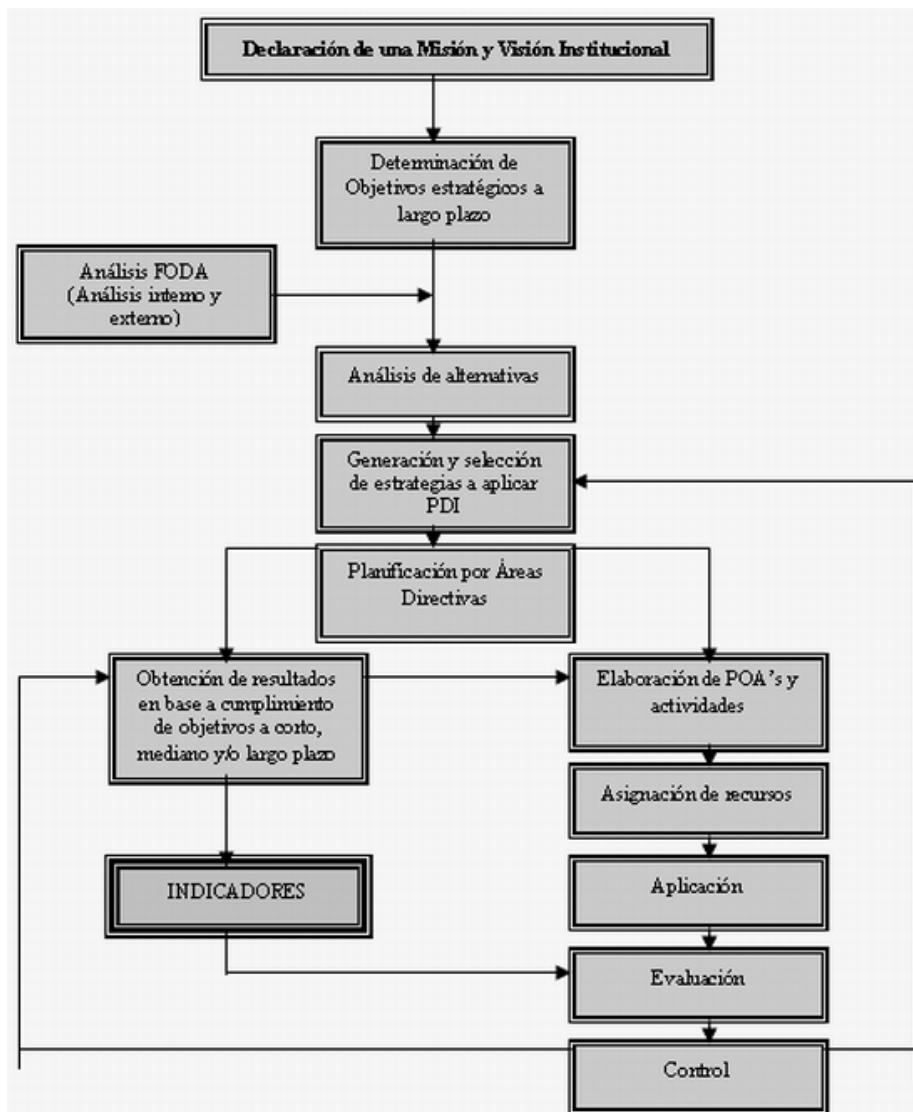 Declaración de una Misión y Visión Institucional
Determinación de
Objetivos estratégicos a
largo plazo
Análisis FODA
(Análisis interno y
externo)
Análisis de alternativas
Generación y selección
de estrategias a aplicar
PDI
Planificación por Áreas
Directivas
Obtención de resultados
en base a cumplimiento
de objetivos a corto,
mediano y/o largo plazo
Elaboración de POA's y
actividades
Asignación de recursos
INDICADORES
Aplicación
Evaluación
Control